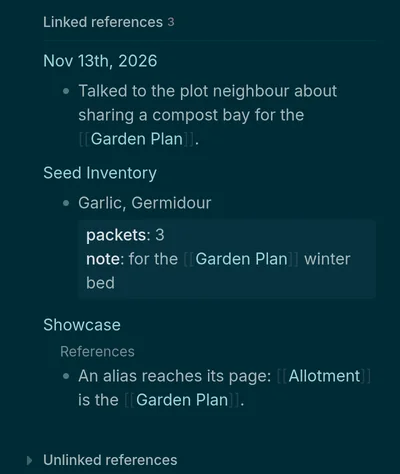 Linked references 3
Nov 13th, 2026
Talked to the plot neighbour about
sharing a compost bay for the
[[Garden Plan]].
Seed Inventory
Garlic, Germidour
packets: 3
note: for the [[Garden Plan]] winter
bed
Showcase
References
An alias reaches its page: [[Allotment]]
is the [[Garden Plan]].
Unlinked references